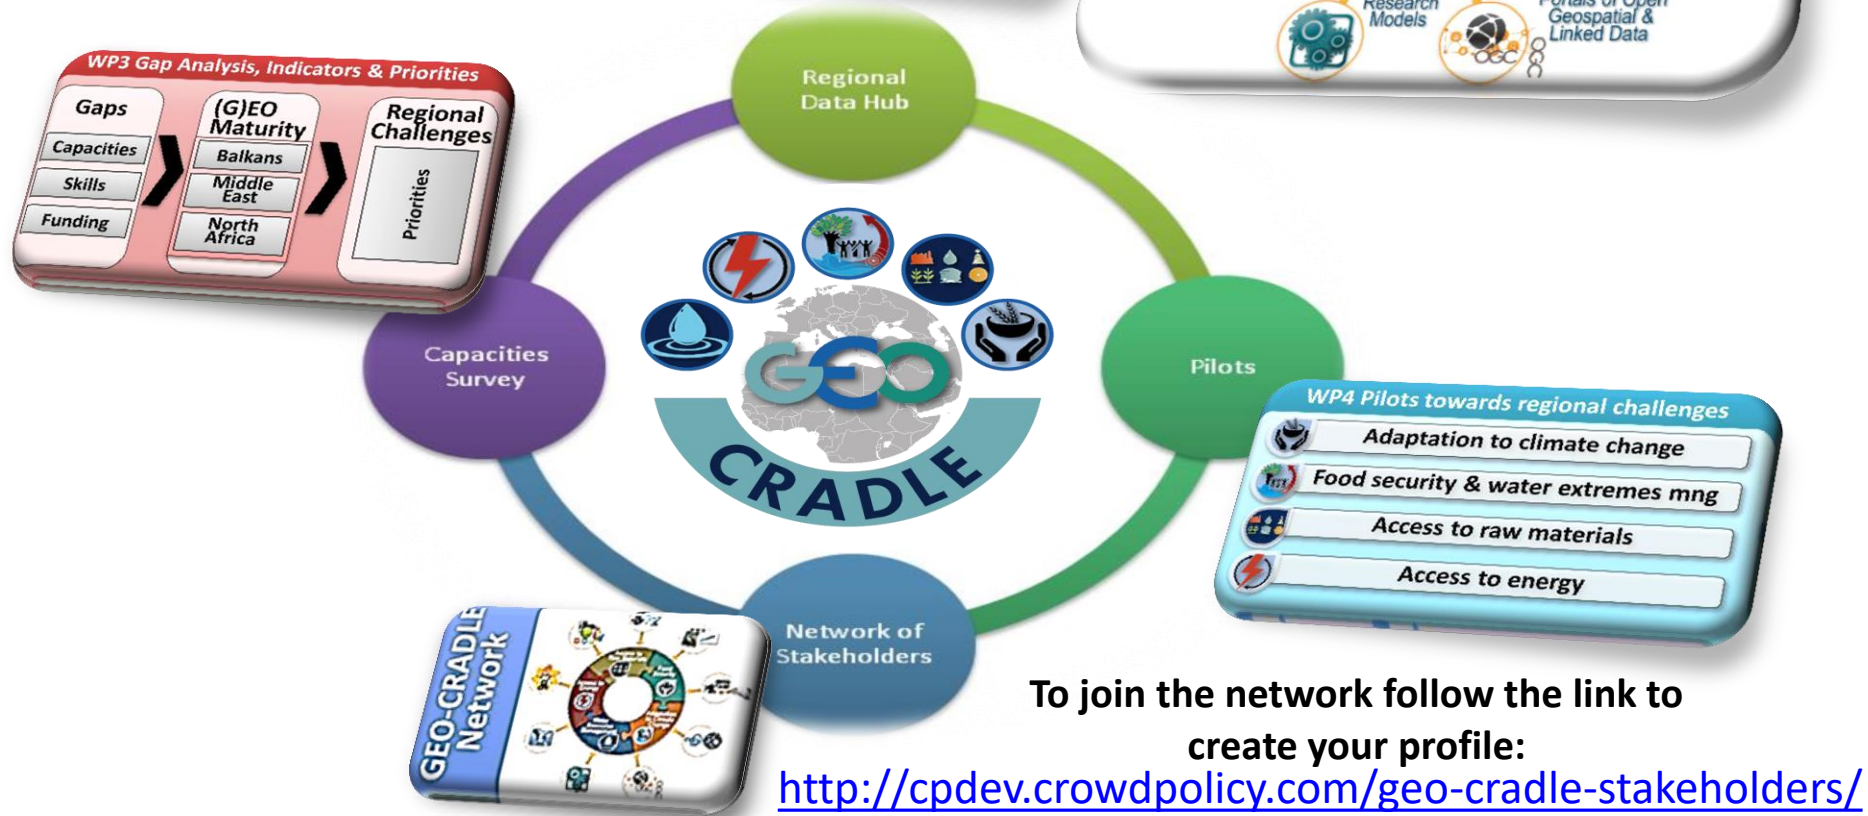 Research
Models
Portals of Open
Geospatial &
Linked Data
OGC
WP3 Gap Analysis, Indicators & Priorities
Gaps
Capacities
Skills
Funding
(G)EO
Maturity
Balkans
Middle
East
North
Africa
Regional
Challenges
Priorities
Regional
Data Hub
Capacities
Survey
GEO
CRADLE
Pilots
WP4 Pilots towards regional challenges
Adaptation to climate change
Food security & water extremes mng
Access to raw materials
Access to energy
Network of
Stakeholders
GEO-CRADLE
Network
To join the network follow the link to
create your profile:
http://cpdev.crowdpolicy.com/geo-cradle-stakeholders/